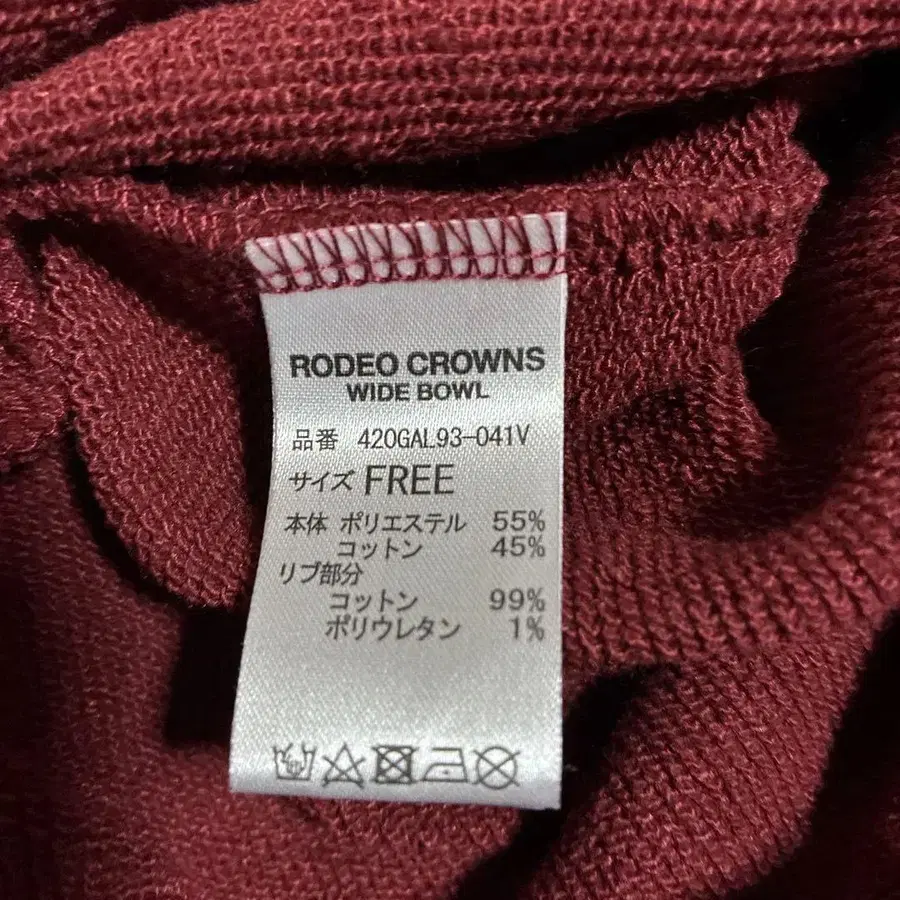 RODEO CROWNS
WIDE BOWL
品番 420GAL93-041V
サイズ FREE
本体 ポリエステル 55%
コットン 45%
リブ部分
コットン 99%
ポリウレタン 1%